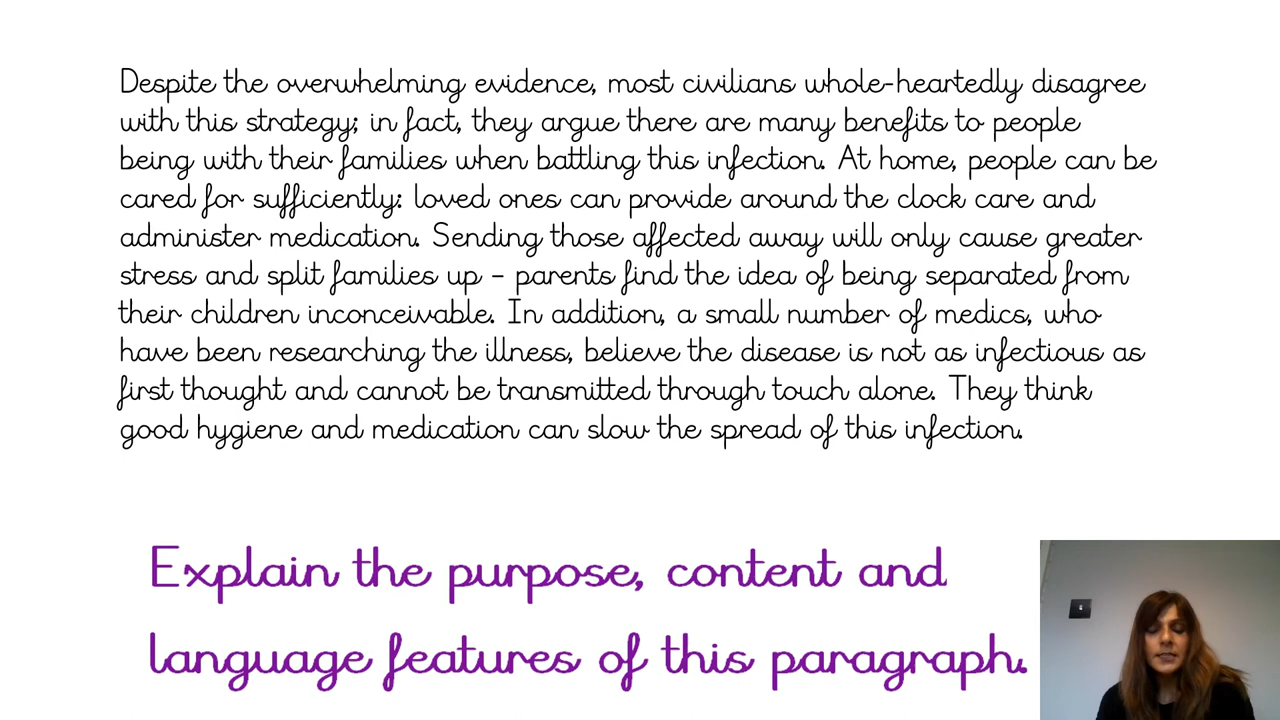 Despite the overwhelming evidence, most civilians whole-heartedly disagree
with this strategy; in fact, they argue there are many benefits to people
being with their families when battling this infection. At home, people can be
cared for sufficiently: loved ones can provide around the clock care and
administer medication. Sending those affected away will only cause greater
stress and split families up – parents find the idea of being separated from
their children inconceivable. In addition, a small number of medics, who
have been researching the illness, believe the disease is not as infectious as
first thought and cannot be transmitted through touch alone. They think
good hygiene and medication can slow the spread of this infection.
Explain the purpose, content and
language features of this paragraph.